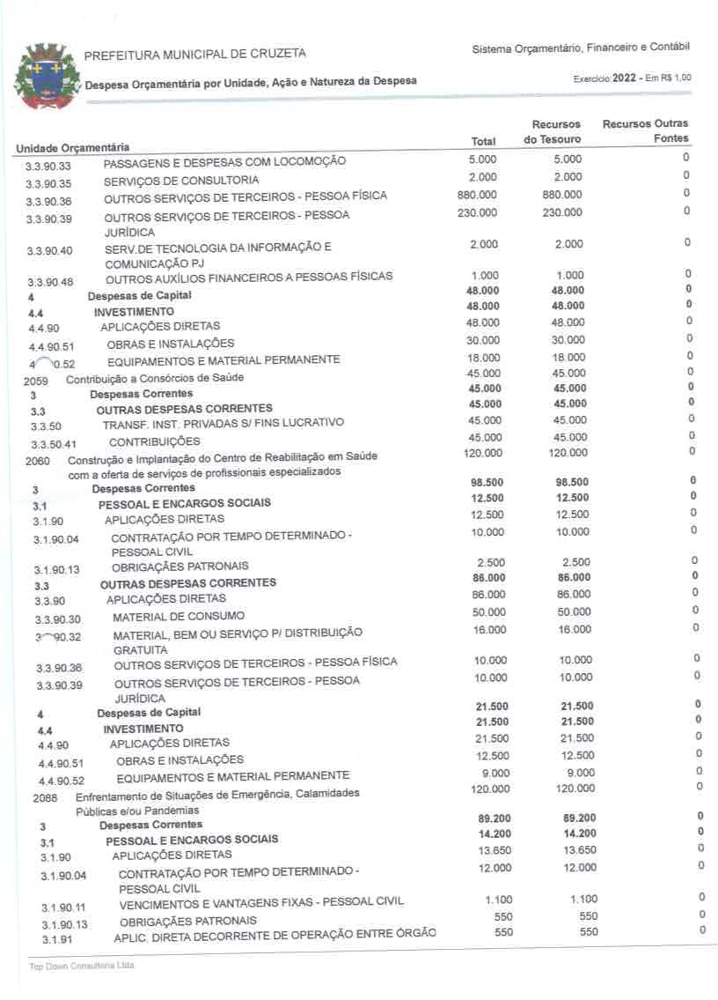 PREFEITURA MUNICIPAL DE CRUZETA
Sistema Orçamentário, Financeiro e Contábil
Despesa Orçamentária por Unidade, Ação e Natureza da Despesa
Exercício: 2022 - Em R$ 1,00
Unidade Orçamentária Total Recursos do Tesouro Recursos Outras Fontes
3.3.90.33 PASSAGENS E DESPESAS COM LOCOMOÇÃO 5.000 5.000 0
3.3.90.35 SERVIÇOS DE CONSULTORIA 2.000 2.000 0
3.3.90.36 OUTROS SERVIÇOS DE TERCEIROS - PESSOA FÍSICA 880.000 880.000 0
3.3.90.39 OUTROS SERVIÇOS DE TERCEIROS - PESSOA 230.000 230.000 0
JURÍDICA
3.3.90.40 SERV.DE TECNOLOGIA DA INFORMAÇÃO E 2.000 2.000 0
COMUNICAÇÃO PJ
3.3.90.48 OUTROS AUXÍLIOS FINANCEIROS A PESSOAS FÍSICAS 1.000 1.000 0
4 Despesas de Capital 48.000 48.000 0
4.4 INVESTIMENTO 48.000 48.000 0
4.4.90 APLICAÇÕES DIRETAS 48.000 48.000 0
4.4.90.51 OBRAS E INSTALAÇÕES 30.000 30.000 0
4 0.52 EQUIPAMENTOS E MATERIAL PERMANENTE 18.000 18.000 0
2059 Contribuição a Consórcios de Saúde 45.000 45.000 0
3 Despesas Correntes 45.000 45.000 0
3.3 OUTRAS DESPESAS CORRENTES 45.000 45.000 0
3.3.50 TRANSF. INST. PRIVADAS S/ FINS LUCRATIVO 45.000 45.000 0
3.3.50.41 CONTRIBUIÇÕES 45.000 45.000 0
2060 Construção e Implantação do Centro de Reabilitação em Saúde 120.000 120.000 0
com a oferta de serviços de profissionais especializados
3 Despesas Correntes 98.500 98.500 0
3.1 PESSOAL E ENCARGOS SOCIAIS 12.500 12.500 0
3.1.90 APLICAÇÕES DIRETAS 12.500 12.500 0
3.1.90.04 CONTRATAÇÃO POR TEMPO DETERMINADO - 10.000 10.000 0
PESSOAL CIVIL
3.1.90.13 OBRIGAÇÃES PATRONAIS 2.500 2.500 0
3.3 OUTRAS DESPESAS CORRENTES 86.000 86.000 0
3.3.90 APLICAÇÕES DIRETAS 86.000 86.000 0
3.3.90.30 MATERIAL DE CONSUMO 50.000 50.000 0
3 90.32 MATERIAL, BEM OU SERVIÇO P/ DISTRIBUIÇÃO 16.000 16.000 0
GRATUITA
3.3.90.36 OUTROS SERVIÇOS DE TERCEIROS - PESSOA FÍSICA 10.000 10.000 0
3.3.90.39 OUTROS SERVIÇOS DE TERCEIROS - PESSOA 10.000 10.000 0
JURÍDICA
4 Despesas de Capital 21.500 21.500 0
4.4 INVESTIMENTO 21.500 21.500 0
4.4.90 APLICAÇÕES DIRETAS 21.500 21.500 0
4.4.90.51 OBRAS E INSTALAÇÕES 12.500 12.500 0
4.4.90.52 EQUIPAMENTOS E MATERIAL PERMANENTE 9.000 9.000 0
2088 Enfrentamento de Situações de Emergência, Calamidades 120.000 120.000 0
Públicas e/ou Pandemias
3 Despesas Correntes 89.200 89.200 0
3.1 PESSOAL E ENCARGOS SOCIAIS 14.200 14.200 0
3.1.90 APLICAÇÕES DIRETAS 13.650 13.650 0
3.1.90.04 CONTRATAÇÃO POR TEMPO DETERMINADO - 12.000 12.000 0
PESSOAL CIVIL
3.1.90.11 VENCIMENTOS E VANTAGENS FIXAS - PESSOAL CIVIL 1.100 1.100 0
3.1.90.13 OBRIGAÇÃES PATRONAIS 550 550 0
3.1.91 APLIC. DIRETA DECORRENTE DE OPERAÇÃO ENTRE ÓRGÃO 550 550 0
Top Down Consultoria Ltda